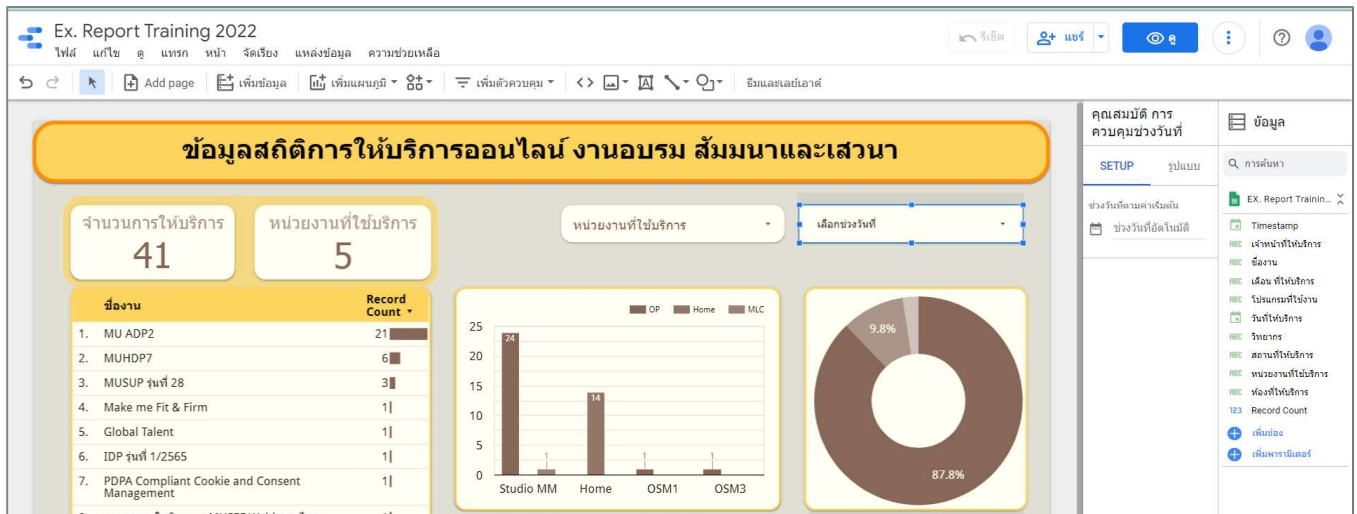 Ex. Report Training 2022
ไฟล์ แก้ไข ดู แทรก หน้า จัดเรียง แหล่งข้อมูล ความช่วยเหลือ
รีเซ็ต แชร์ ดู
Add page เพิ่มข้อมูล เพิ่มแผนภูมิ เพิ่มตัวควบคุม ธีมและเลย์เอาต์
ข้อมูลสถิติการให้บริการออนไลน์ งานอบรม สัมมนาและเสวนา
จำนวนการให้บริการ
41
หน่วยงานที่ใช้บริการ
5
หน่วยงานที่ใช้บริการ
เลือกช่วงวันที่
ชื่องาน Record Count
1. MU ADP2 21
2. MUHDP7 6
3. MUSUP รุ่นที่ 28 3
4. Make me Fit & Firm 1
5. Global Talent 1
6. IDP รุ่นที่ 1/2565 1
7. PDPA Compliant Cookie and Consent 1
Management
OP Home MLC
25
20
15
10
5
0
24
1
14
1
1
Studio MM Home OSM1 OSM3
9.8%
87.8%
คุณสมบัติ การ
ควบคุมช่วงวันที่
SETUP รูปแบบ
ช่วงวันที่ตามค่าเริ่มต้น
ช่วงวันที่อัตโนมัติ
ข้อมูล
การค้นหา
EX. Report Trainin...
Timestamp
ABC เจ้าหน้าที่ให้บริการ
ABC ชื่องาน
ABC เดือน ที่ให้บริการ
ABC โปรแกรมที่ใช้งาน
วันที่ให้บริการ
ABC วิทยากร
ABC สถานที่ให้บริการ
ABC หน่วยงานที่ใช้บริการ
ABC ห้องที่ให้บริการ
123 Record Count
เพิ่มช่อง
เพิ่มพารามิเตอร์